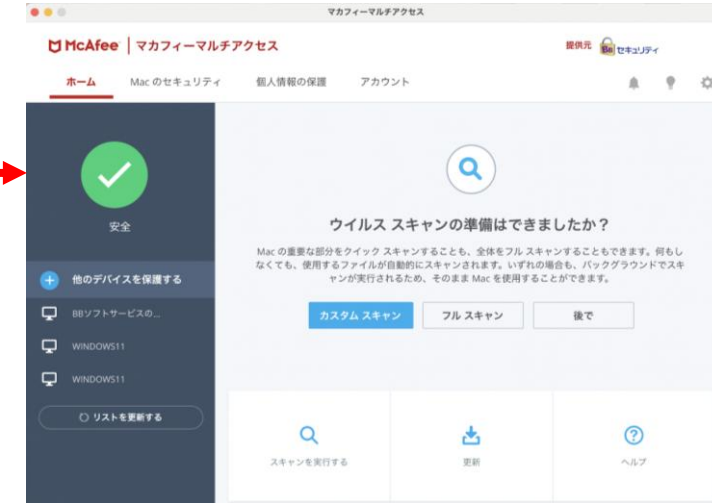 マカフィーマルチアクセス
McAfee | マカフィーマルチアクセス
提供元 Be セキュリティ
ホーム Mac のセキュリティ 個人情報の保護 アカウント
安全
他のデバイスを保護する
BBソフトサービスの...
WINDOWS11
WINDOWS11
リストを更新する
ウイルス スキャンの準備はできましたか？
Mac の重要な部分をクイック スキャンすることも、全体をフル スキャンすることもできます。何もし
なくても、使用するファイルが自動的にスキャンされます。いずれの場合も、バックグラウンドでスキ
ャンが実行されるため、そのまま Mac を使用することができます。
カスタム スキャン フル スキャン 後で
スキャンを実行する 更新 ヘルプ